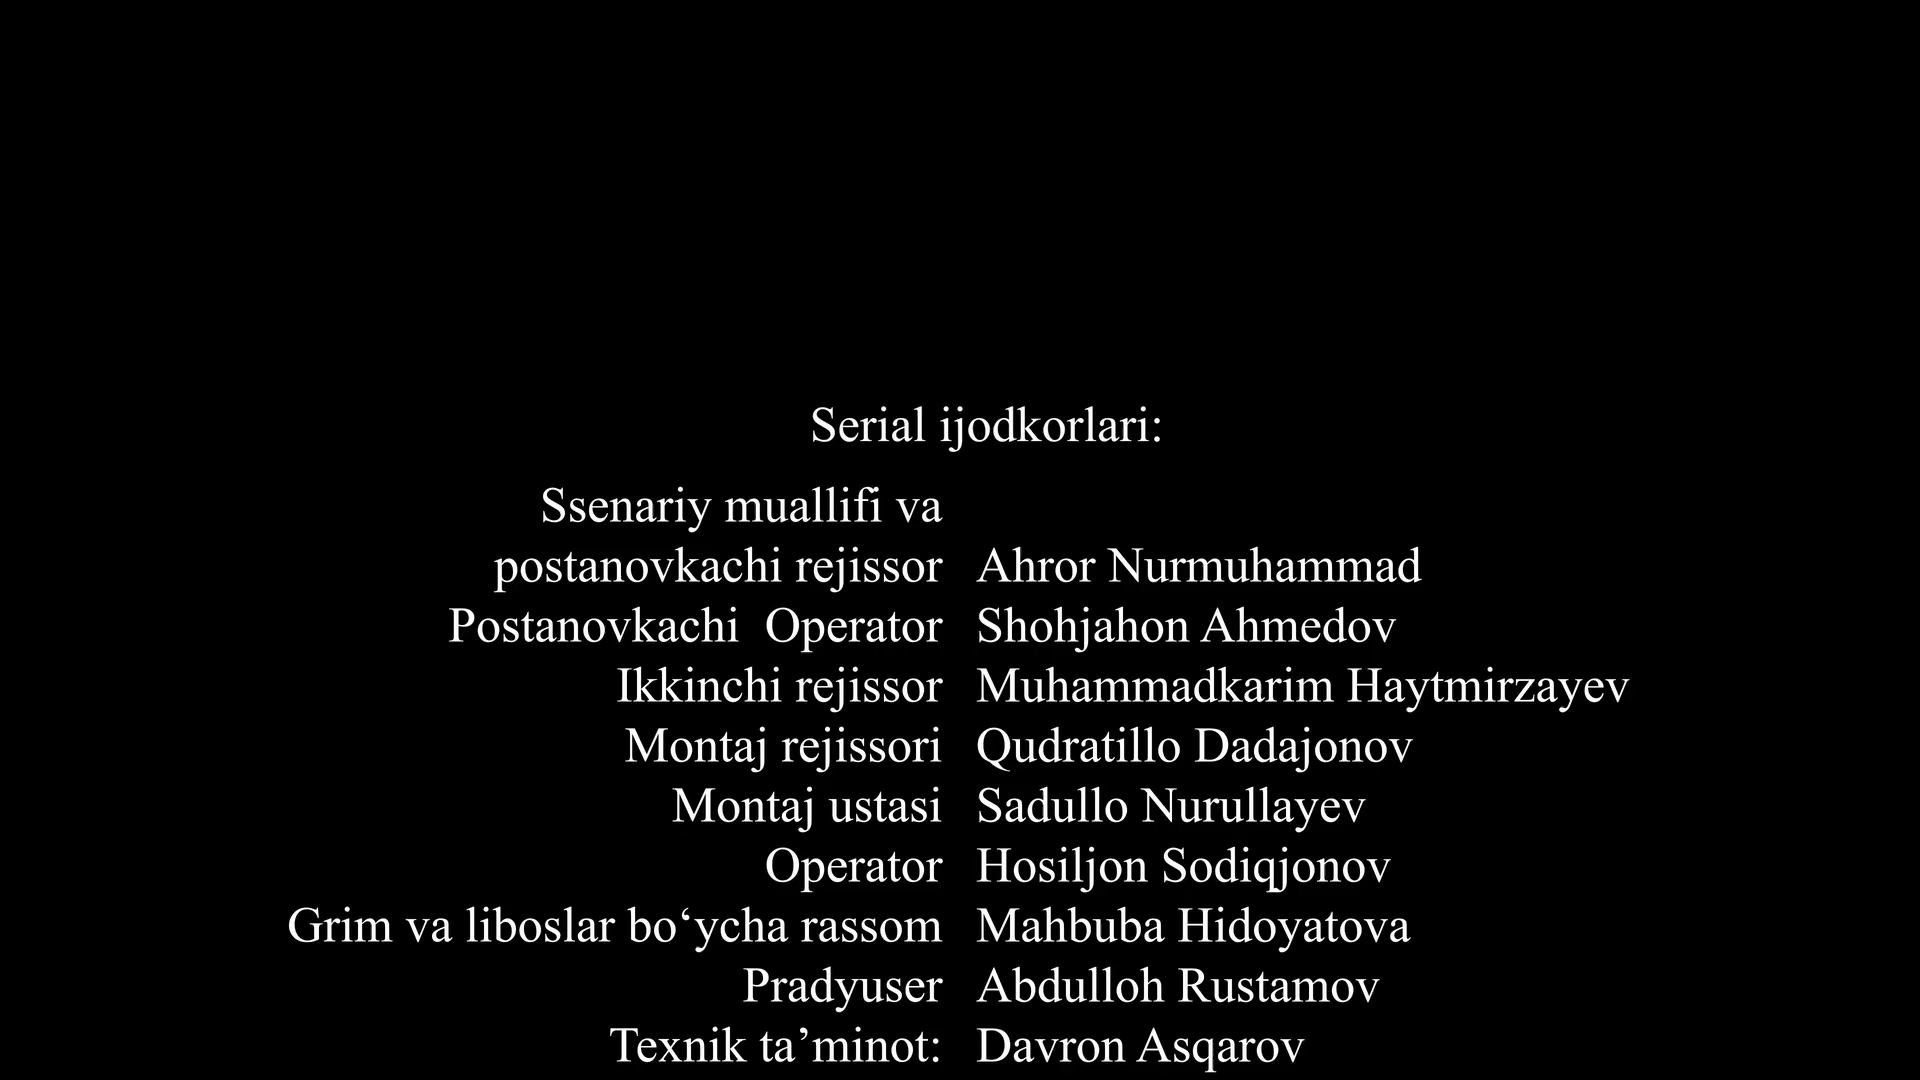 Serial ijodkorlari:
Ssenariy muallifi va
postanovkachi rejissor Ahror Nurmuhammad
Postanovkachi  Operator Shohjahon Ahmedov
Ikkinchi rejissor Muhammadkarim Haytmirzayev
Montaj rejissori Qudratillo Dadajonov
Montaj ustasi Sadullo Nurullayev
Operator Hosiljon Sodiqjonov
Grim va liboslar bo‘ycha rassom Mahbuba Hidoyatova
Pradyuser Abdulloh Rustamov
Texnik ta’minot: Davron Asqarov